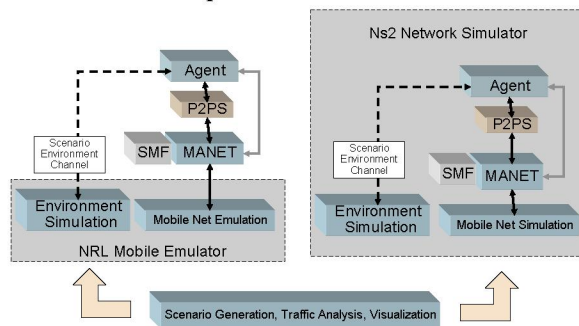 Agent
P2PS
SMF
MANET
Scenario
Environment
Channel
Environment
Simulation
Mobile Net Emulation
NRL Mobile Emulator
Ns2 Network Simulator
Agent
P2PS
SMF
MANET
Scenario
Environment
Channel
Environment
Simulation
Mobile Net Simulation
Scenario Generation, Traffic Analysis, Visualization